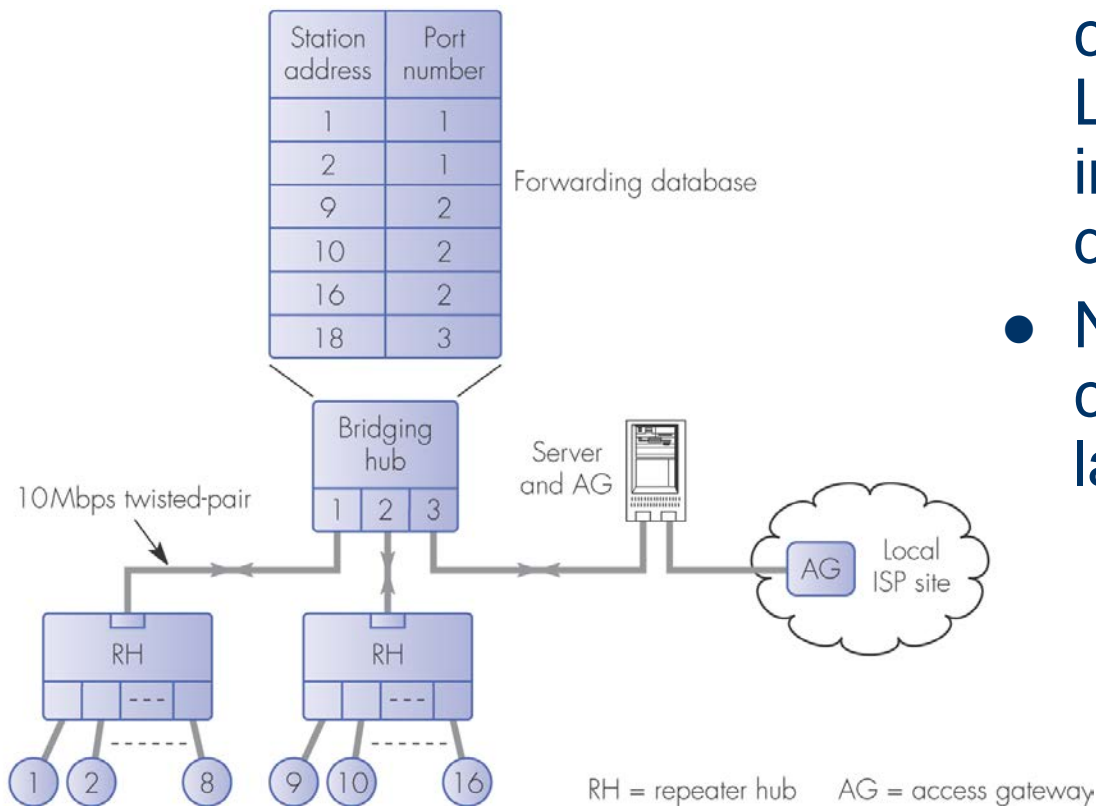 Station address Port number
1 1
2 1
9 2
10 2
16 2
18 3
Forwarding database
Bridging hub
1 2 3
10Mbps twisted-pair
Server and AG
AG
Local ISP site
RH
RH
1 2 8
9 10 16
RH = repeater hub AG = access gateway